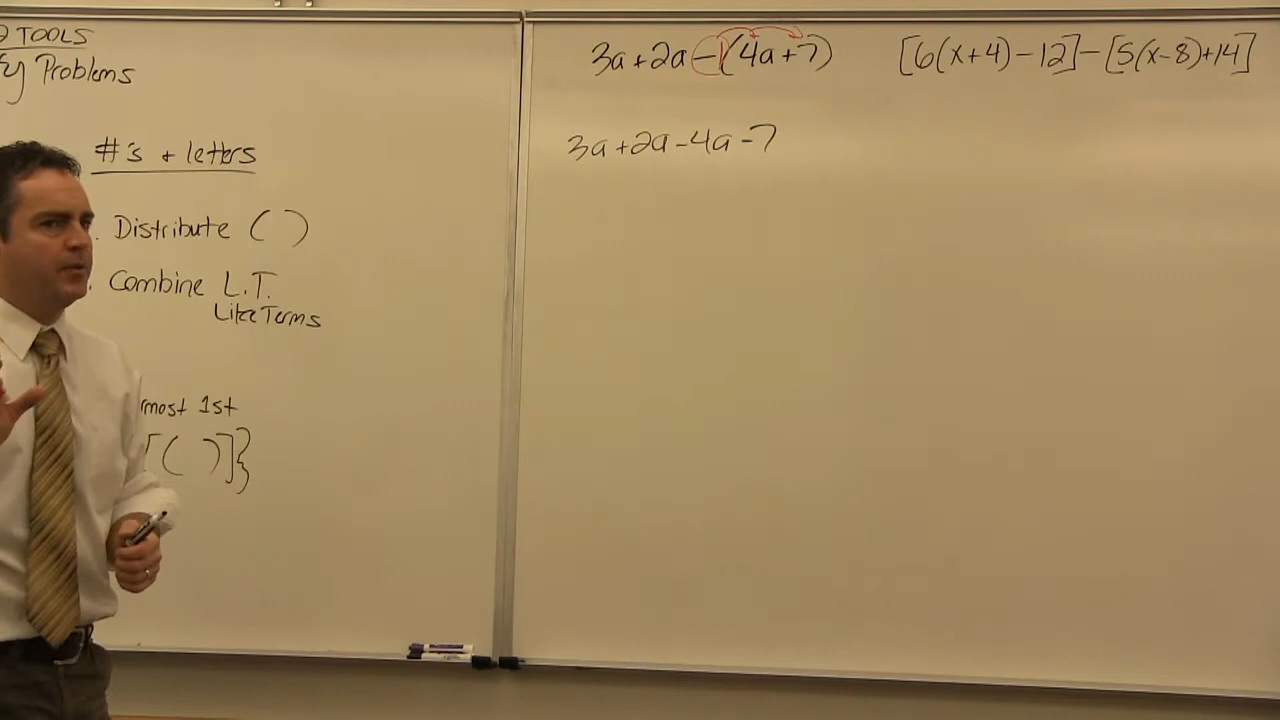 TOOLS
Problems
#'s + letters
Distribute ( )
Combine L.T.
Like Terms
most 1st
[( )]}
3a+2a-1(4a+7)
3a+2a-4a-7
[6(x+4)-12]-[5(x-8)+14]